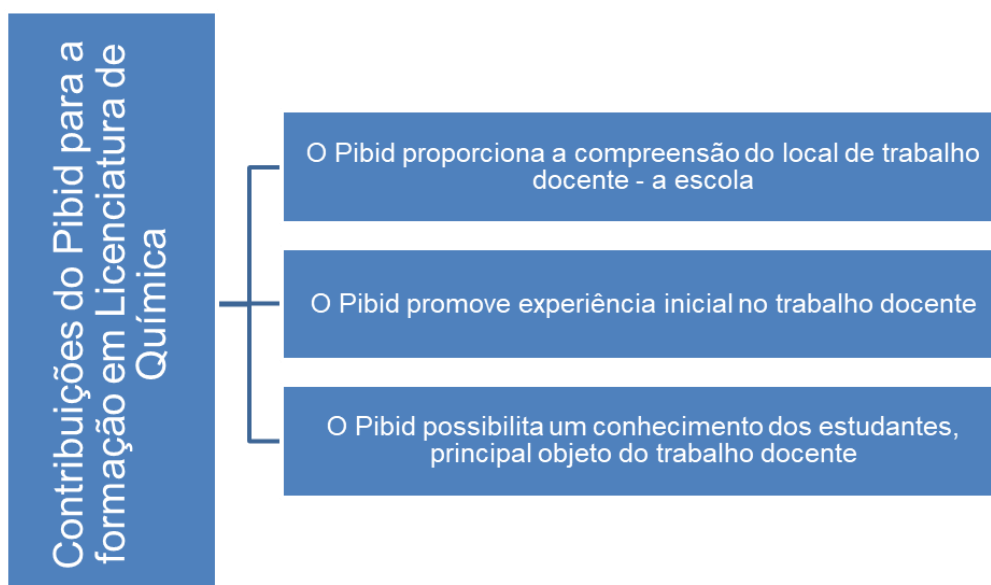 Contribuições do Pibid para a
formação em Licenciatura de
Química
O Pibid proporciona a compreensão do local de trabalho
docente - a escola
O Pibid promove experiência inicial no trabalho docente
O Pibid possibilita um conhecimento dos estudantes,
principal objeto do trabalho docente